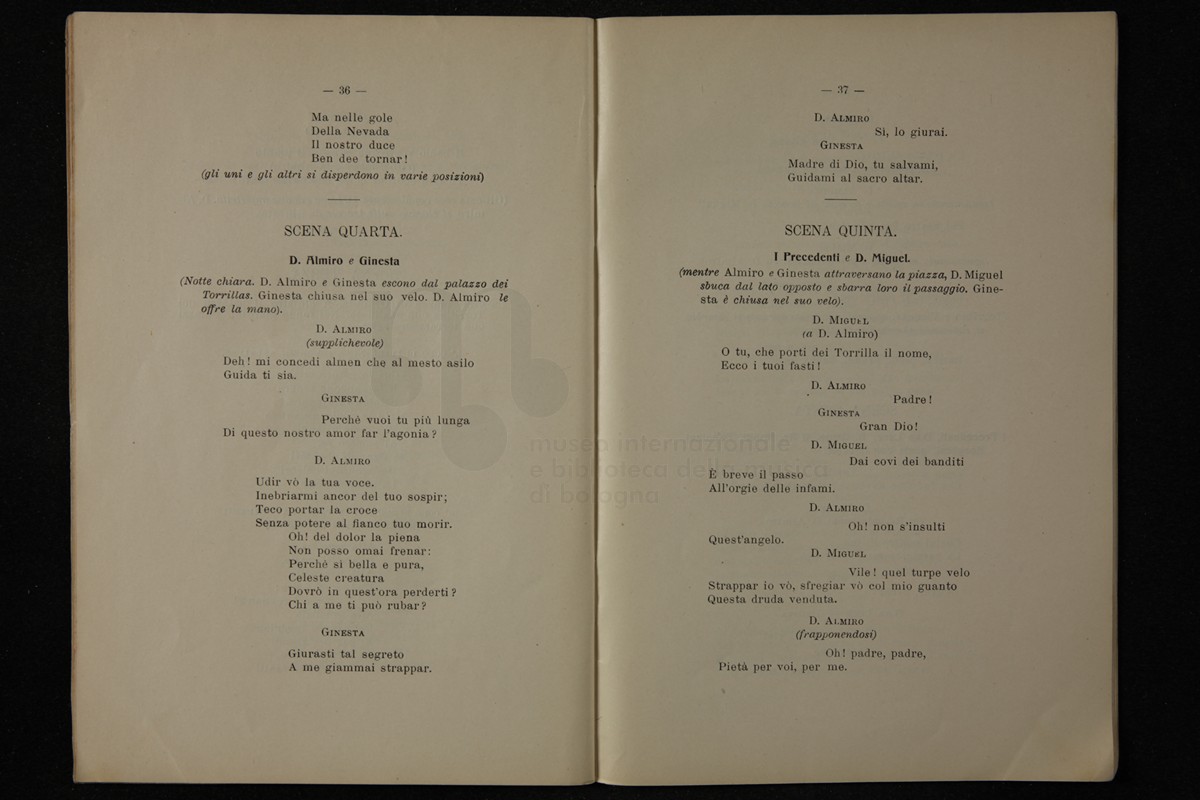 — 36 —
Ma nelle gole
Della Nevada
Il nostro duce
Ben dee tornar!
(gli uni e gli altri si disperdono in varie posizioni)
SCENA QUARTA.
D. Almiro e Ginesta
(Notte chiara. D. Almiro e Ginesta escono dal palazzo dei
Torrillas. Ginesta chiusa nel suo velo. D. Almiro le
offre la mano).
D. ALMIRO
(supplichevole)
Deh! mi concedi almen che al mesto asilo
Guida ti sia.
GINESTA
Perchè vuoi tu più lunga
Di questo nostro amor far l'agonia?
D. ALMIRO
Udir vò la tua voce.
Inebriarmi ancor del tuo sospir;
Teco portar la croce
Senza potere al fianco tuo morir.
Oh! del dolor la piena
Non posso omai frenar:
Perchè sì bella e pura,
Celeste creatura
Dovrò in quest'ora perderti?
Chi a me ti può rubar?
GINESTA
Giurasti tal segreto
A me giammai strappar.
— 37 —
D. ALMIRO
Sì, lo giurai.
GINESTA
Madre di Dio, tu salvami,
Guidami al sacro altar.
SCENA QUINTA.
I Precedenti e D. Miguel.
(mentre Almiro e Ginesta attraversano la piazza, D. Miguel
sbuca dal lato opposto e sbarra loro il passaggio. Gine-
sta è chiusa nel suo velo).
D. MIGUEL
(a D. Almiro)
O tu, che porti dei Torrilla il nome,
Ecco i tuoi fasti!
D. ALMIRO
Padre!
GINESTA
Gran Dio!
D. MIGUEL
Dai covi dei banditi
È breve il passo
All'orgie delle infami.
D. ALMIRO
Oh! non s'insulti
Quest'angelo.
D. MIGUEL
Vile! quel turpe velo
Strappar io vò, sfregiar vò col mio guanto
Questa druda venduta.
D. ALMIRO
(frapponendosi)
Oh! padre, padre,
Pietà per voi, per me.
museo internazionale
e biblioteca della musica
di bologna